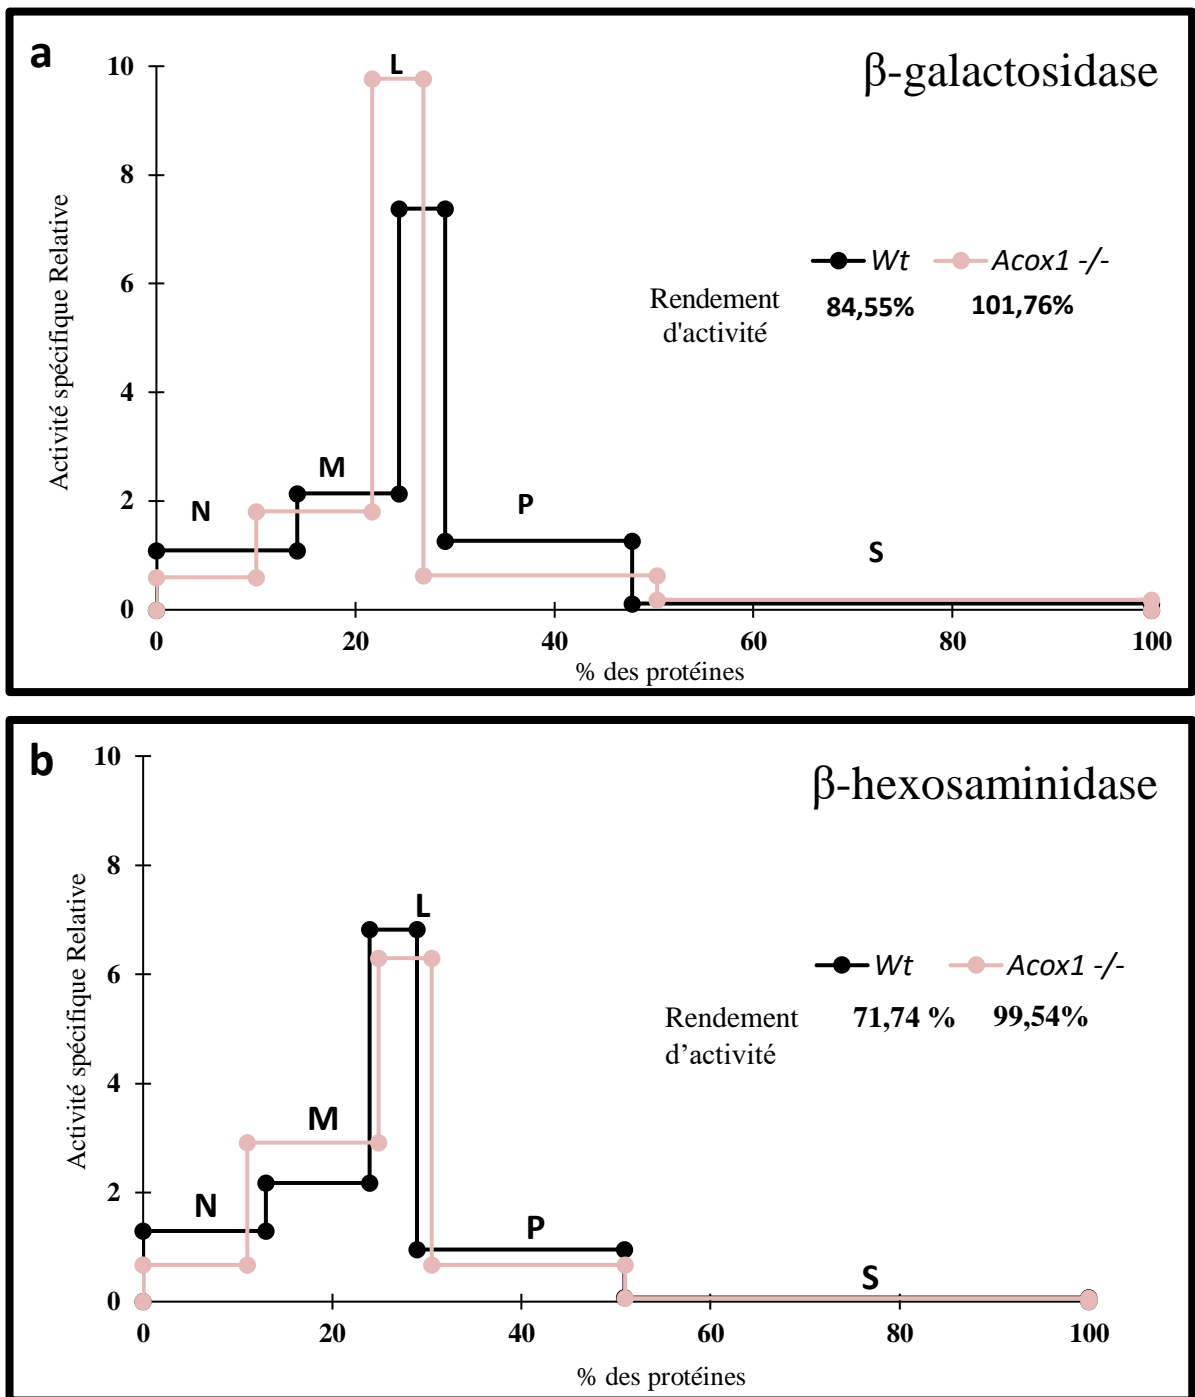 a
β-galactosidase
10
8
6
4
2
0
Activité spécifique Relative
N
M
L
P
S
Wt
Acox1 -/-
Rendement
d'activité
84,55%
101,76%
0
20
40
60
80
100
% des protéines
b
β-hexosaminidase
10
8
6
4
2
0
Activité spécifique Relative
N
M
L
P
S
Wt
Acox1 -/-
Rendement
d’activité
71,74 %
99,54%
0
20
40
60
80
100
% des protéines